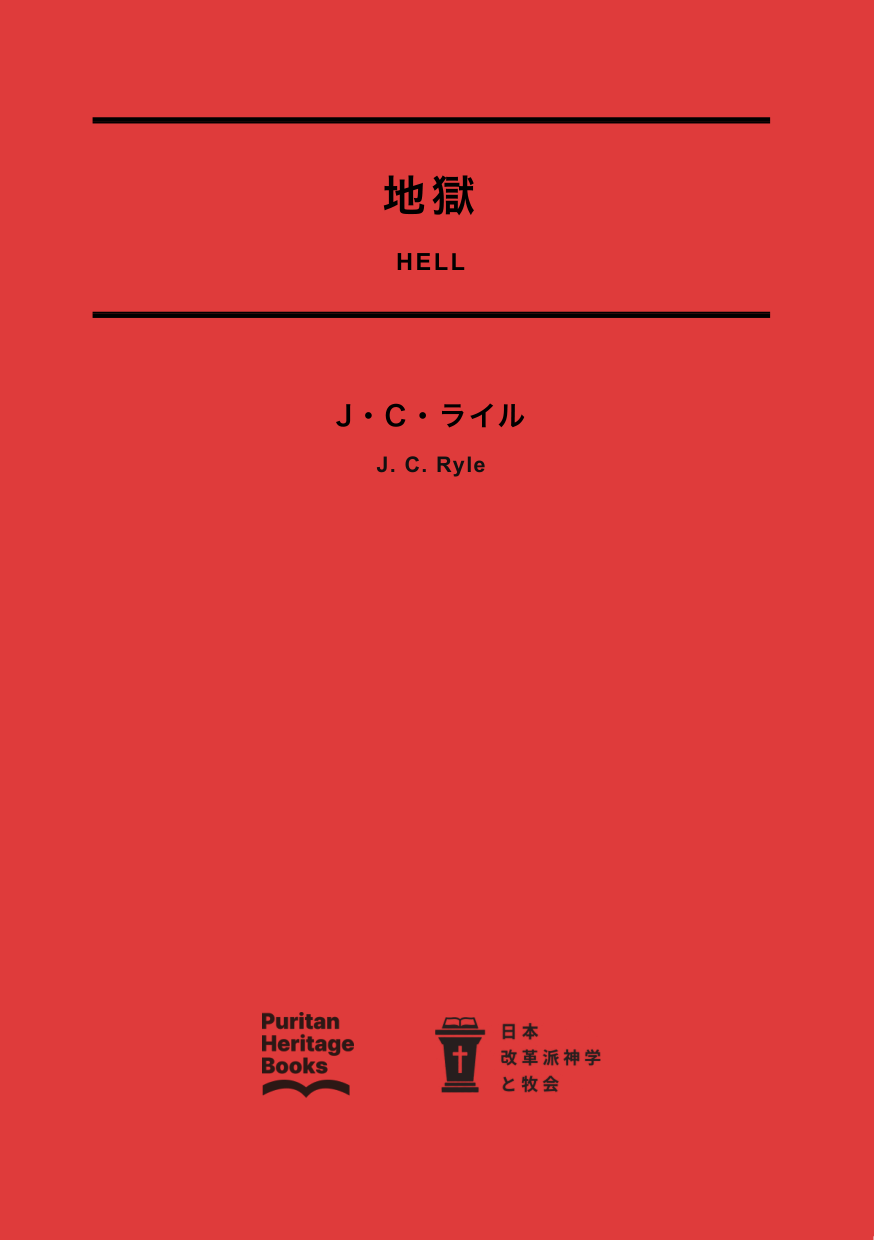 地獄
HELL
J・C・ライル
J. C. Ryle
Puritan
Heritage
Books
日本
改革派神学
と牧会